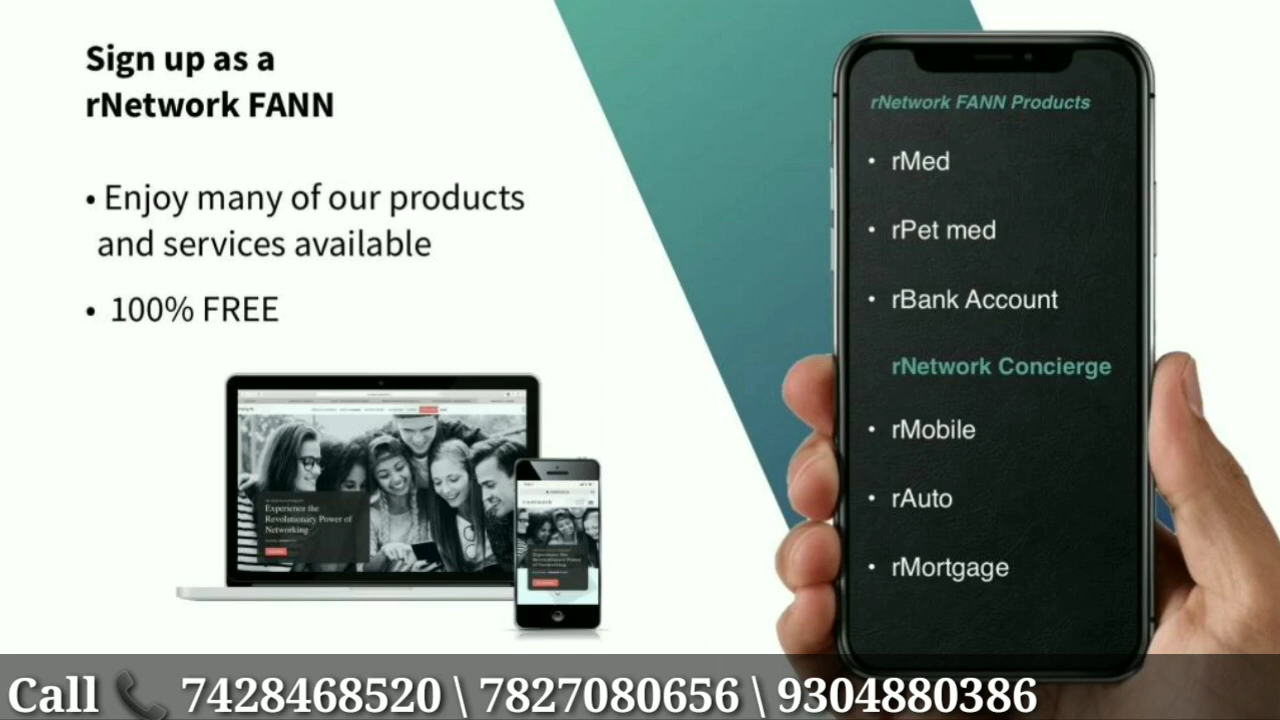 Sign up as a
rNetwork FANN
• Enjoy many of our products
and services available
• 100% FREE
Experience the
Revolutionary Power of
Networking
rNetwork FANN Products
• rMed
• rPet med
• rBank Account
rNetwork Concierge
• rMobile
• rAuto
• rMortgage
Call 7428468520 \ 7827080656 \ 9304880386